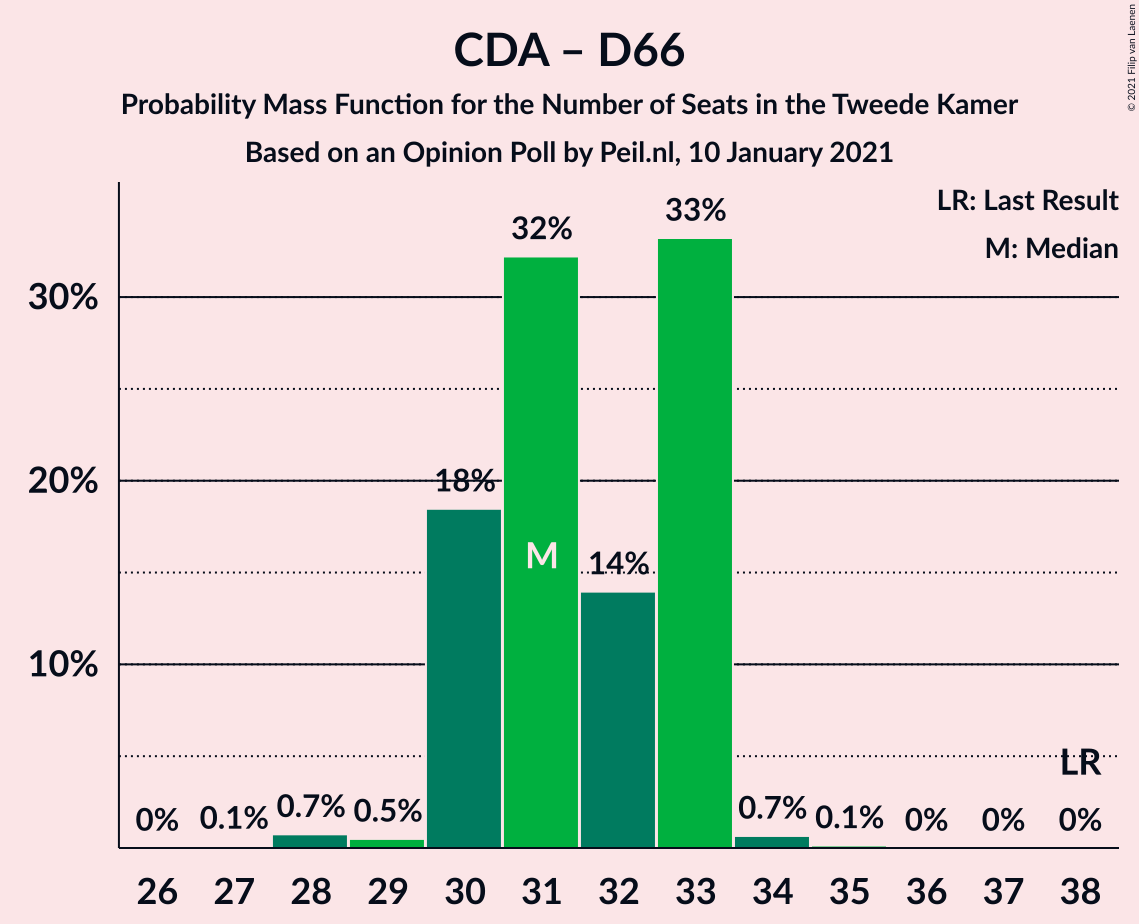 CDA – D66
Probability Mass Function for the Number of Seats in the Tweede Kamer
Based on an Opinion Poll by Peil.nl, 10 January 2021
© 2021 Filip van Laenen
LR: Last Result
M: Median
30%
20%
10%
0%
0.1%
0.7%
0.5%
18%
32%
M
14%
33%
0.7%
0.1%
0%
0%
LR
0%
26 27 28 29 30 31 32 33 34 35 36 37 38